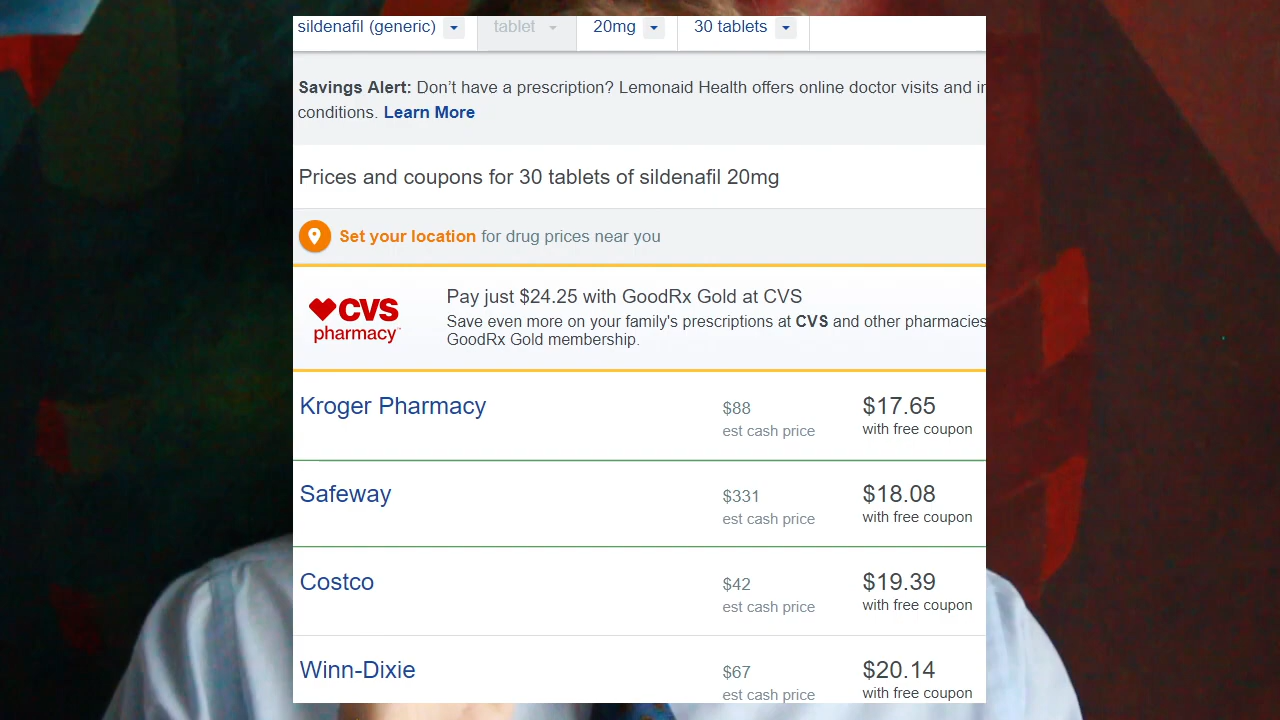 sildenafil (generic) tablet 20mg 30 tablets
Savings Alert: Don't have a prescription? Lemonaid Health offers online doctor visits and
conditions. Learn More
Prices and coupons for 30 tablets of sildenafil 20mg
Set your location for drug prices near you
CVS
pharmacy
Pay just $24.25 with GoodRx Gold at CVS
Save even more on your family's prescriptions at CVS and other pharmacies
GoodRx Gold membership.
Kroger Pharmacy $88 $17.65
est cash price with free coupon
Safeway $331 $18.08
est cash price with free coupon
Costco $42 $19.39
est cash price with free coupon
Winn-Dixie $67 $20.14
est cash price with free coupon